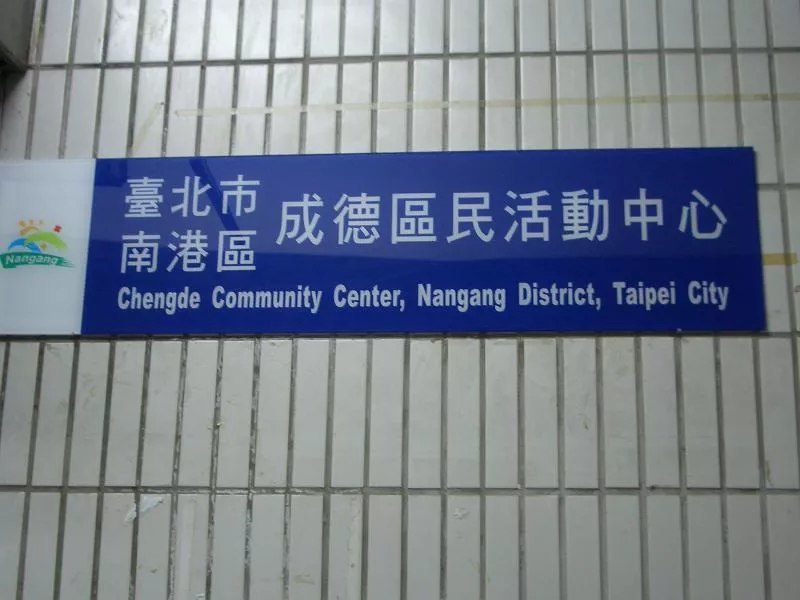 Nangang
臺北市
南港區
成德區民活動中心
Chengde Community Center, Nangang District, Taipei City